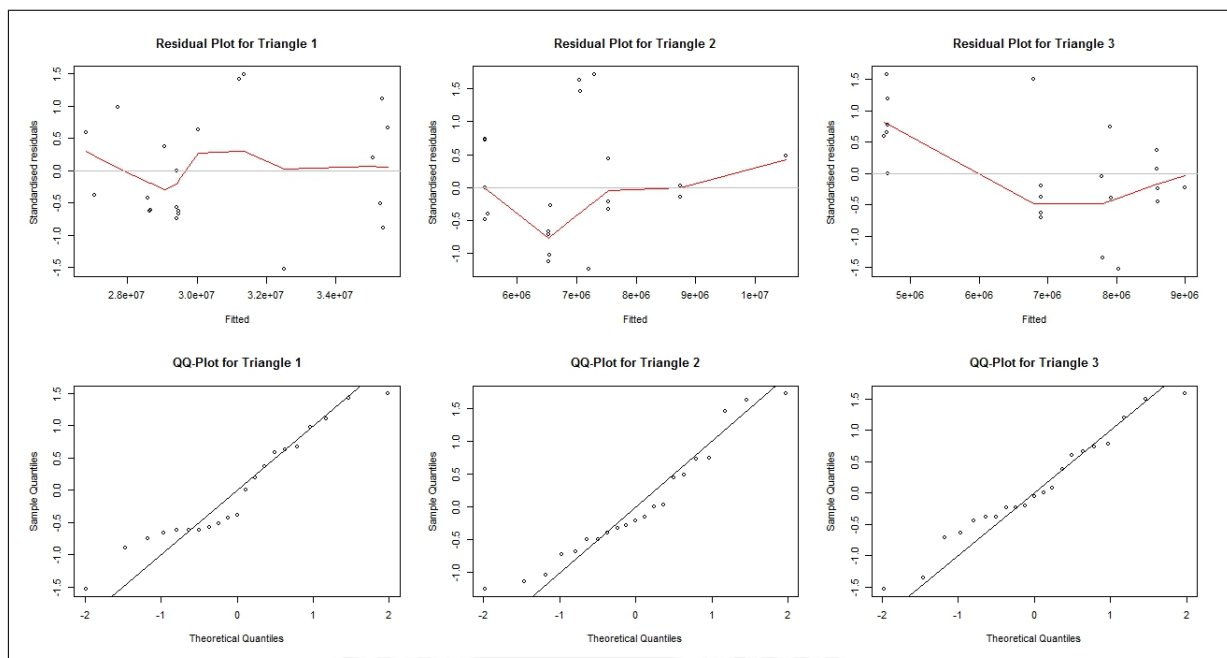 Residual Plot for Triangle 1
Standardised residuals
1.5
1.0
0.5
0.0
-0.5
-1.0
-1.5
2.8e+07 3.0e+07 3.2e+07 3.4e+07
Fitted
Residual Plot for Triangle 2
Standardised residuals
1.5
1.0
0.5
0.0
-0.5
-1.0
6e+06 7e+06 8e+06 9e+06 1e+07
Fitted
Residual Plot for Triangle 3
Standardised residuals
1.5
1.0
0.5
0.0
-0.5
-1.0
-1.5
5e+06 6e+06 7e+06 8e+06 9e+06
Fitted
QQ-Plot for Triangle 1
Sample Quantiles
1.5
1.0
0.5
0.0
-0.5
-1.0
-1.5
-2 -1 0 1 2
Theoretical Quantiles
QQ-Plot for Triangle 2
Sample Quantiles
1.5
1.0
0.5
0.0
-0.5
-1.0
-2 -1 0 1 2
Theoretical Quantiles
QQ-Plot for Triangle 3
Sample Quantiles
1.5
1.0
0.5
0.0
-0.5
-1.0
-1.5
-2 -1 0 1 2
Theoretical Quantiles